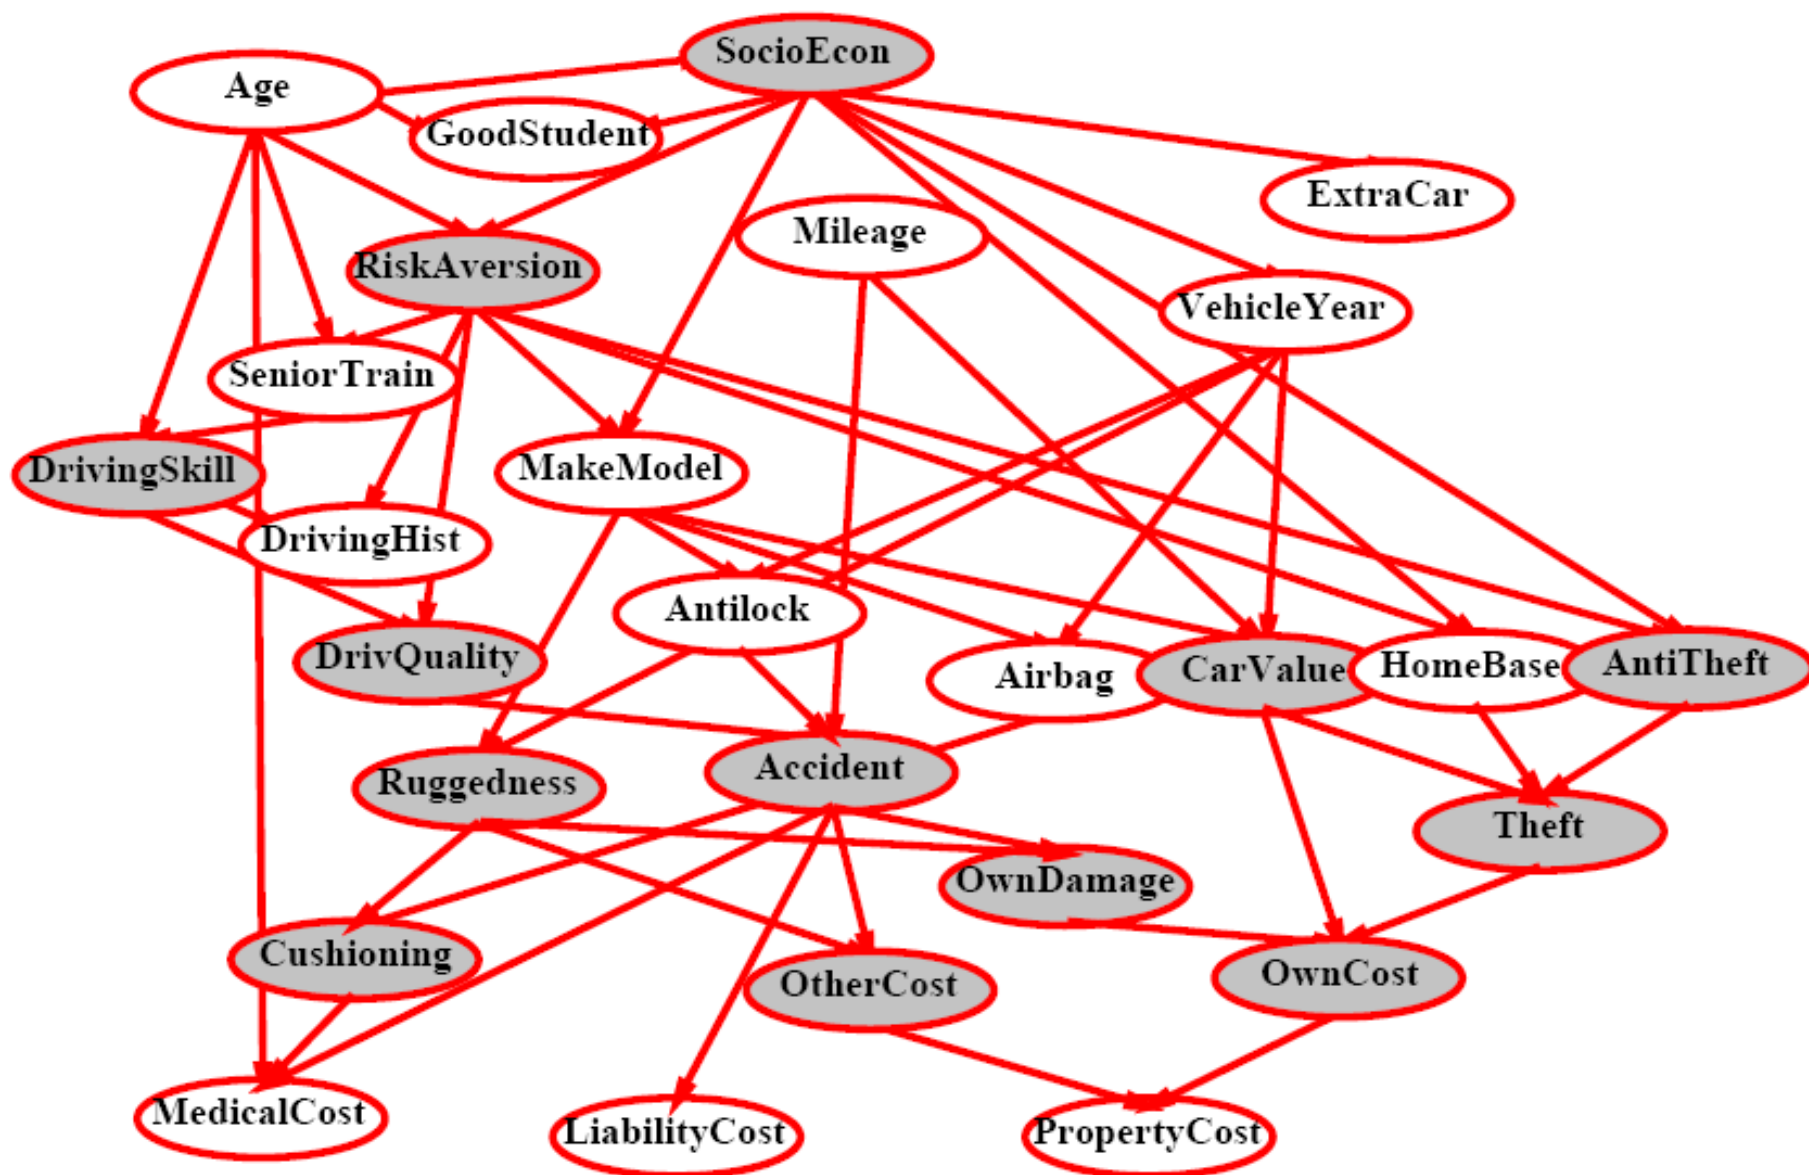 SocioEcon
Age
GoodStudent
ExtraCar
Mileage
RiskAversion
VehicleYear
SeniorTrain
DrivingSkill
MakeModel
DrivingHist
Antilock
DrivQuality
Airbag
CarValue
HomeBase
AntiTheft
Ruggedness
Accident
Theft
OwnDamage
Cushioning
OtherCost
OwnCost
MedicalCost
LiabilityCost
PropertyCost